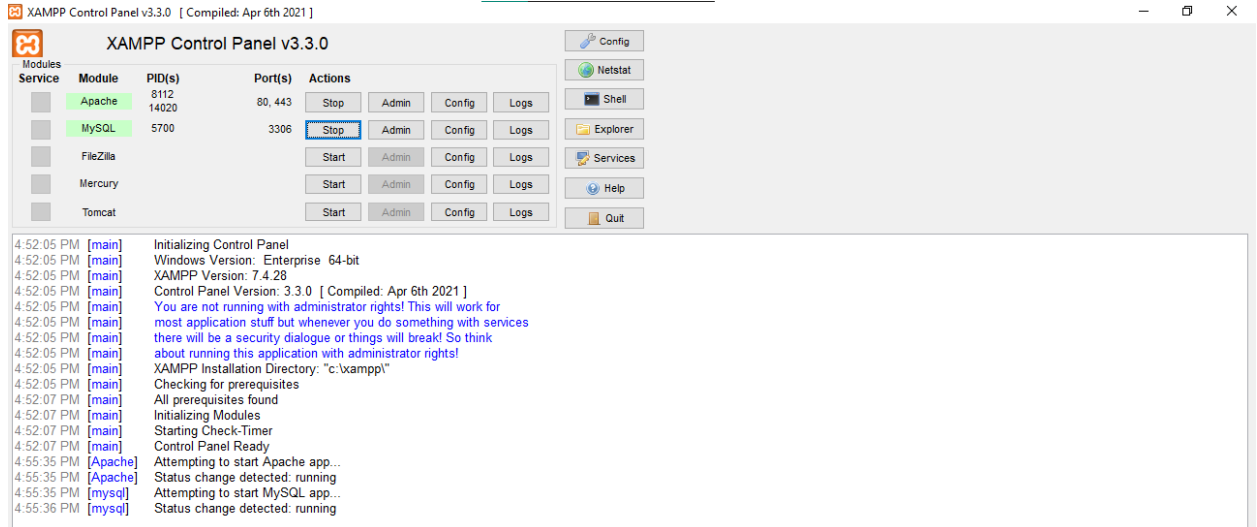 XAMPP Control Panel v3.3.0 [ Compiled: Apr 6th 2021 ]
XAMPP Control Panel v3.3.0
Config
Modules
Service Module PID(s) Port(s) Actions
Netstat
Apache 8112 14020 80, 443 Stop Admin Config Logs
Shell
MySQL 5700 3306 Stop Admin Config Logs
Explorer
FileZilla Start Admin Config Logs
Services
Mercury Start Admin Config Logs
Help
Tomcat Start Admin Config Logs
Quit
4:52:05 PM [main] Initializing Control Panel
4:52:05 PM [main] Windows Version: Enterprise 64-bit
4:52:05 PM [main] XAMPP Version: 7.4.28
4:52:05 PM [main] Control Panel Version: 3.3.0 [ Compiled: Apr 6th 2021 ]
4:52:05 PM [main] You are not running with administrator rights! This will work for
4:52:05 PM [main] most application stuff but whenever you do something with services
4:52:05 PM [main] there will be a security dialogue or things will break! So think
4:52:05 PM [main] about running this application with administrator rights!
4:52:05 PM [main] XAMPP Installation Directory: "c:\xampp\"
4:52:05 PM [main] Checking for prerequisites
4:52:07 PM [main] All prerequisites found
4:52:07 PM [main] Initializing Modules
4:52:07 PM [main] Starting Check-Timer
4:52:07 PM [main] Control Panel Ready
4:55:35 PM [Apache] Attempting to start Apache app...
4:55:35 PM [Apache] Status change detected: running
4:55:35 PM [mysql] Attempting to start MySQL app...
4:55:36 PM [mysql] Status change detected: running